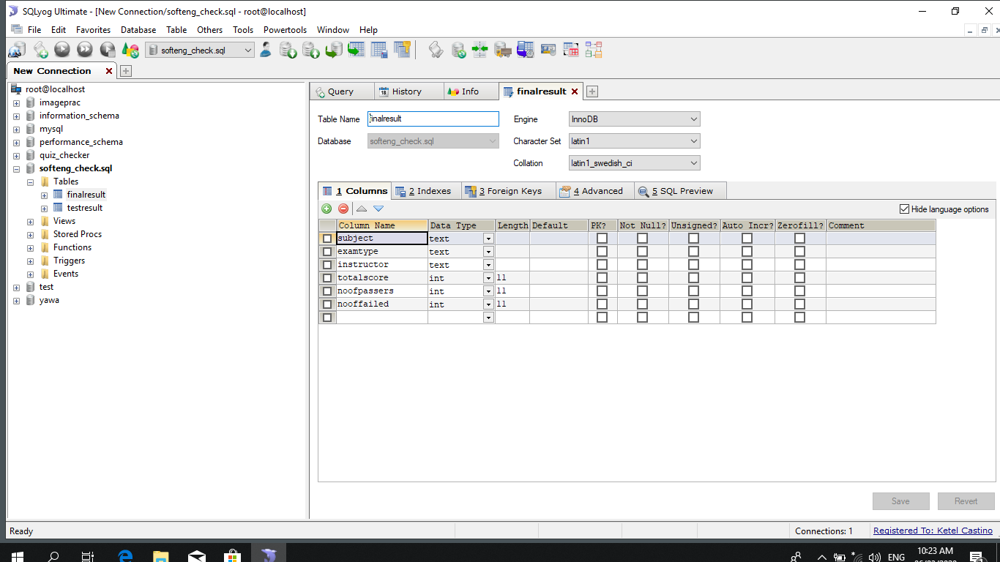 SQLyog Ultimate - [New Connection/softeng_check.sql - root@localhost]
File Edit Favorites Database Table Others Tools Powertools Window Help
softeng_check.sql
New Connection
root@localhost
imageprac
information_schema
mysql
performance_schema
quiz_checker
softeng_check.sql
Tables
finalresult
testresult
Views
Stored Procs
Functions
Triggers
Events
test
yawa
Query History Info finalresult
Table Name finalresult Engine InnoDB
Database softeng_check.sql Character Set latin1
Collation latin1_swedish_ci
1 Columns 2 Indexes 3 Foreign Keys 4 Advanced 5 SQL Preview
Hide language options
Column Name Data Type Length Default PK? Not Null? Unsigned? Auto Incr? Zerofill? Comment
subject text
examtype text
instructor text
totalscore int 11
noofpassers int 11
nooffailed int 11
Save Revert
Ready Connections: 1 Registered To: Ketel Castino
ENG 10:23 AM